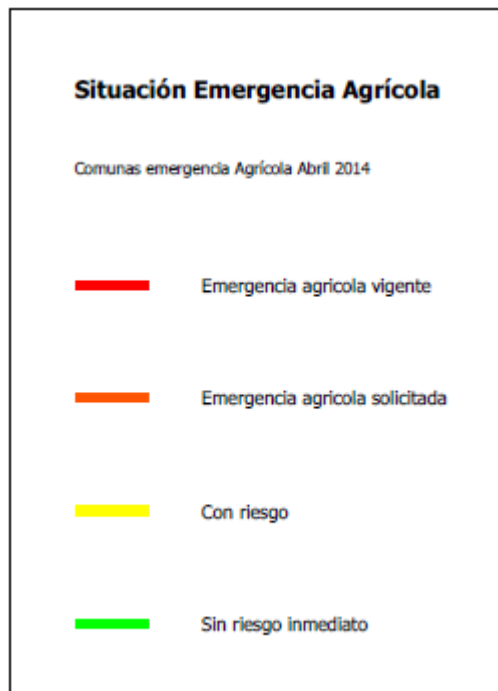 Situación Emergencia Agrícola
Comunas emergencia Agrícola Abril 2014
Emergencia agricola vigente
Emergencia agricola solicitada
Con riesgo
Sin riesgo inmediato